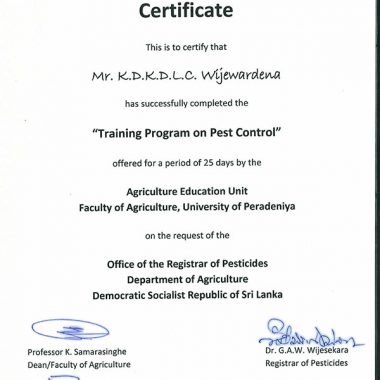 Certificate
This is to certify that
Mr. K.D.K.D.L.C. Wijewardena
has successfully completed the
“Training Program on Pest Control”
offered for a period of 25 days by the
Agriculture Education Unit
Faculty of Agriculture, University of Peradeniya
on the request of the
Office of the Registrar of Pesticides
Department of Agriculture
Democratic Socialist Republic of Sri Lanka
Professor K. Samarasinghe
Dean/Faculty of Agriculture
Dr. G.A.W. Wijesekara
Registrar of Pesticides